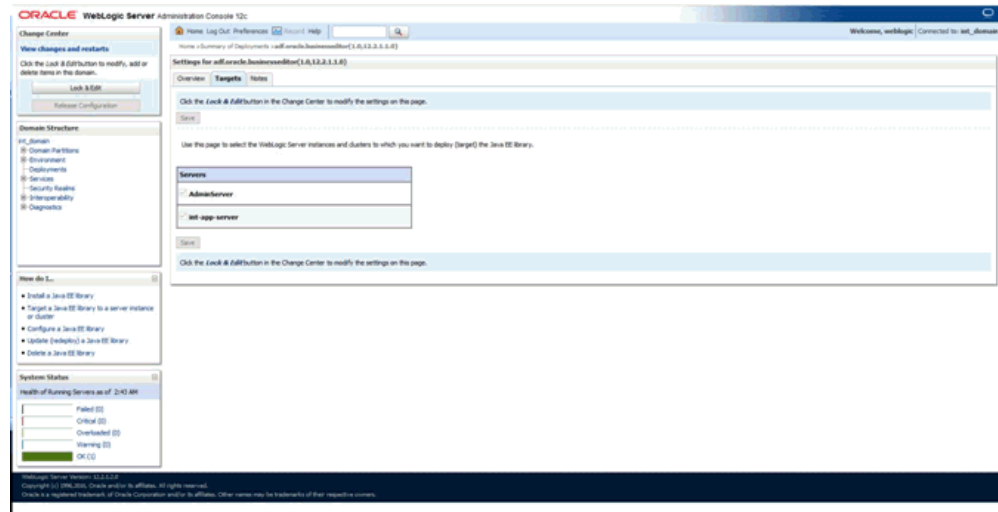 ORACLE WebLogic Server Administration Console 12c
Change Center
View changes and restarts
Click the Lock & Edit button to modify, add or
delete items in this domain.
Lock & Edit
Release Configuration
Domain Structure
int_domain
Domain Partitions
Environment
Deployments
Services
Security Realms
Interoperability
Diagnostics
How do I...
Install a Java EE library
Target a Java EE library to a server instance
or cluster
Configure a Java EE library
Update (redeploy) a Java EE library
Delete a Java EE library
System Status
Health of Running Servers as of 2:43 AM
Failed (0)
Critical (0)
Overloaded (0)
Warning (0)
OK (1)
Home Log Out Preferences Record Help
Welcome, weblogic Connected to: int_domain
Home >Summary of Deployments >adf.oracle.businesseditor(1.0,12.2.1.1.0)
Settings for adf.oracle.businesseditor(1.0,12.2.1.1.0)
Overview Targets Notes
Click the Lock & Edit button in the Change Center to modify the settings on this page.
Save
Use this page to select the WebLogic Server instances and clusters to which you want to deploy (target) the Java EE library.
Servers
AdminServer
int-app-server
Save
Click the Lock & Edit button in the Change Center to modify the settings on this page.
WebLogic Server Version:
Copyright (c) 1996,2016, Oracle and/or its affiliates. All rights reserved.
Oracle is a registered trademark of Oracle Corporation and/or its affiliates. Other names may be trademarks of their respective owners.